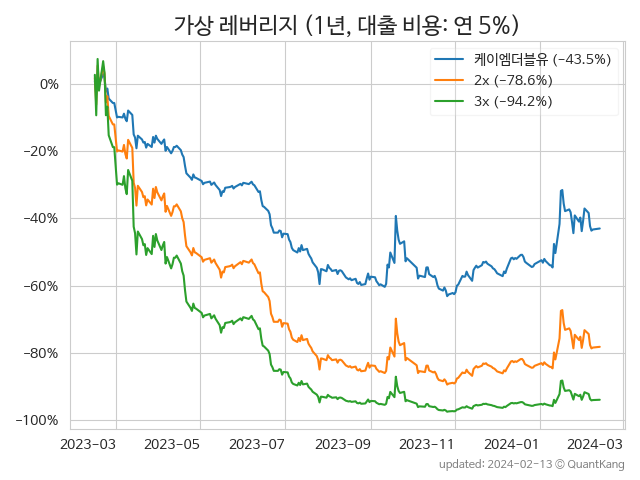 가상 레버리지 (1년, 대출 비용: 연 5%)
케이엠더블유 (−43.5%)
2x (−78.6%)
3x (−94.2%)
0%
−20%
−40%
−60%
−80%
−100%
2023−03 2023−05 2023−07 2023−09 2023−11 2024−01 2024−03
updated: 2024-02-13 © QuantKang